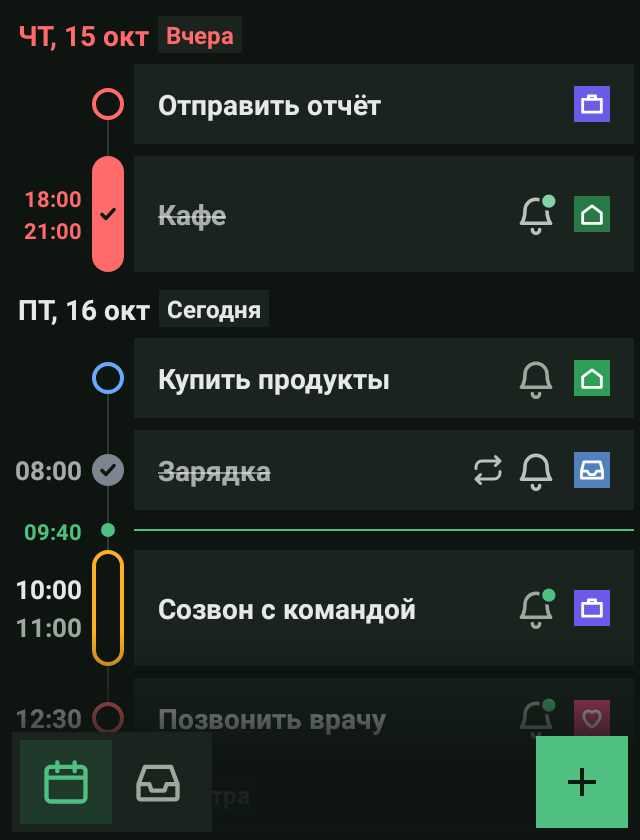 ЧТ, 15 окт Вчера
Отправить отчёт
18:00
21:00
Кафе
ПТ, 16 окт Сегодня
Купить продукты
08:00 Зарядка
09:40
10:00
11:00
Созвон с командой
12:30 Позвонить врачу